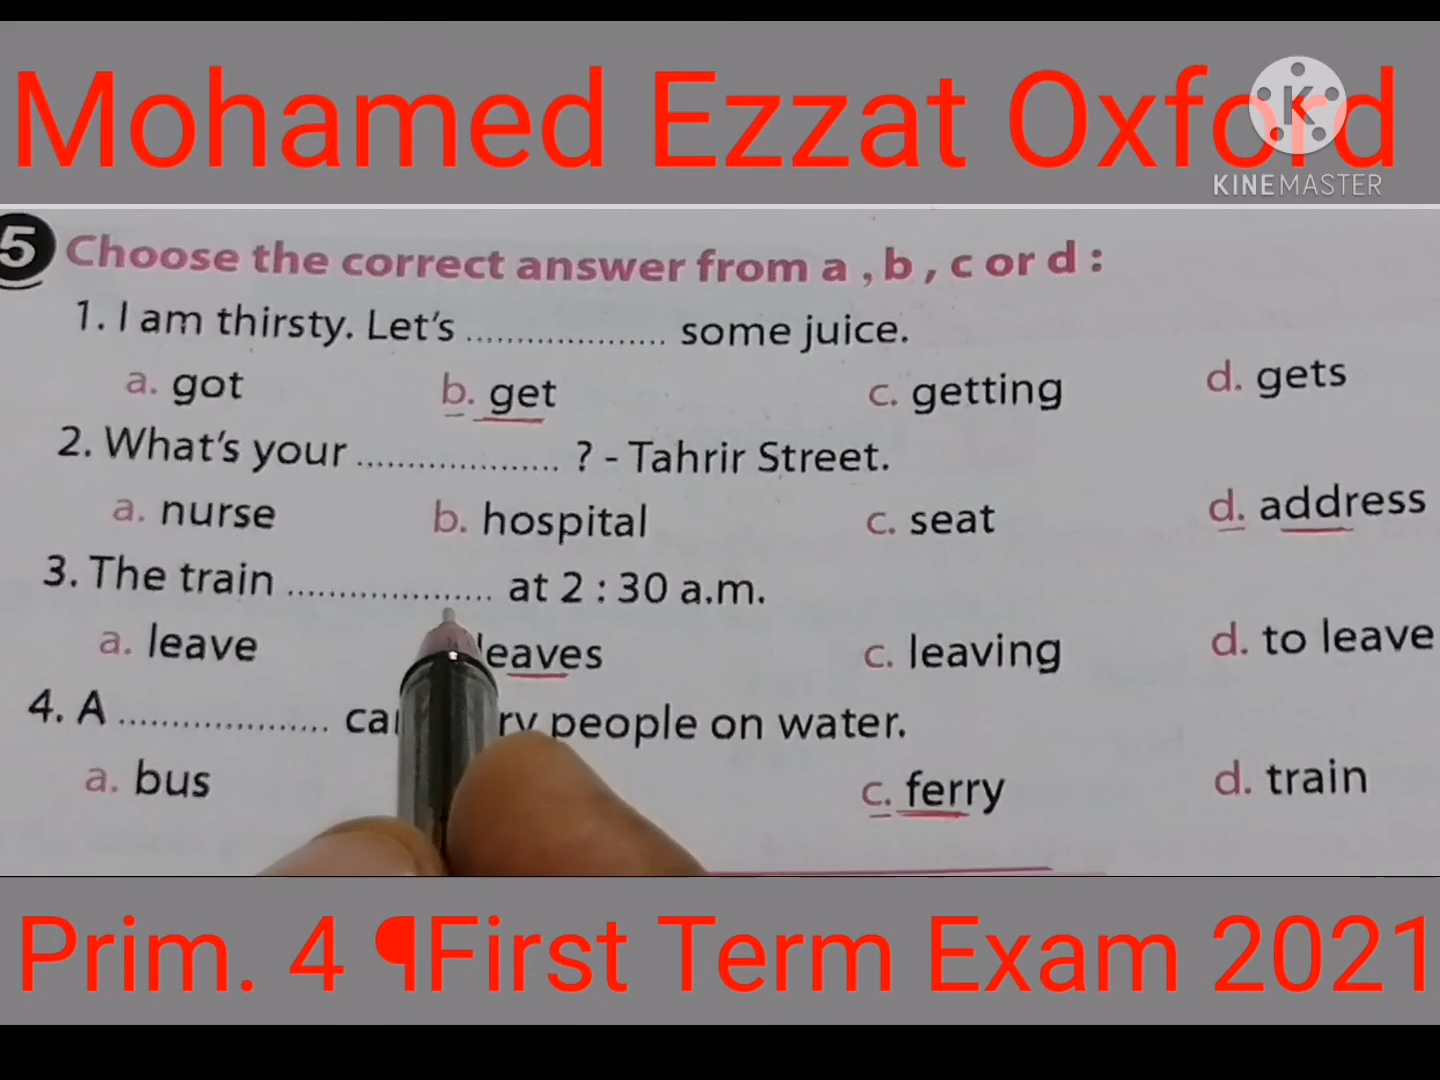 Mohamed Ezzat Oxford
KINEMASTER
5 Choose the correct answer from a , b , c or d :
1. I am thirsty. Let's .................... some juice.
a. got b. get c. getting d. gets
2. What's your .................... ? - Tahrir Street.
a. nurse b. hospital c. seat d. address
3. The train .................... at 2 : 30 a.m.
a. leave leaves c. leaving d. to leave
4. A .................... people on water.
a. bus c. ferry d. train
Prim. 4 ¶First Term Exam 2021